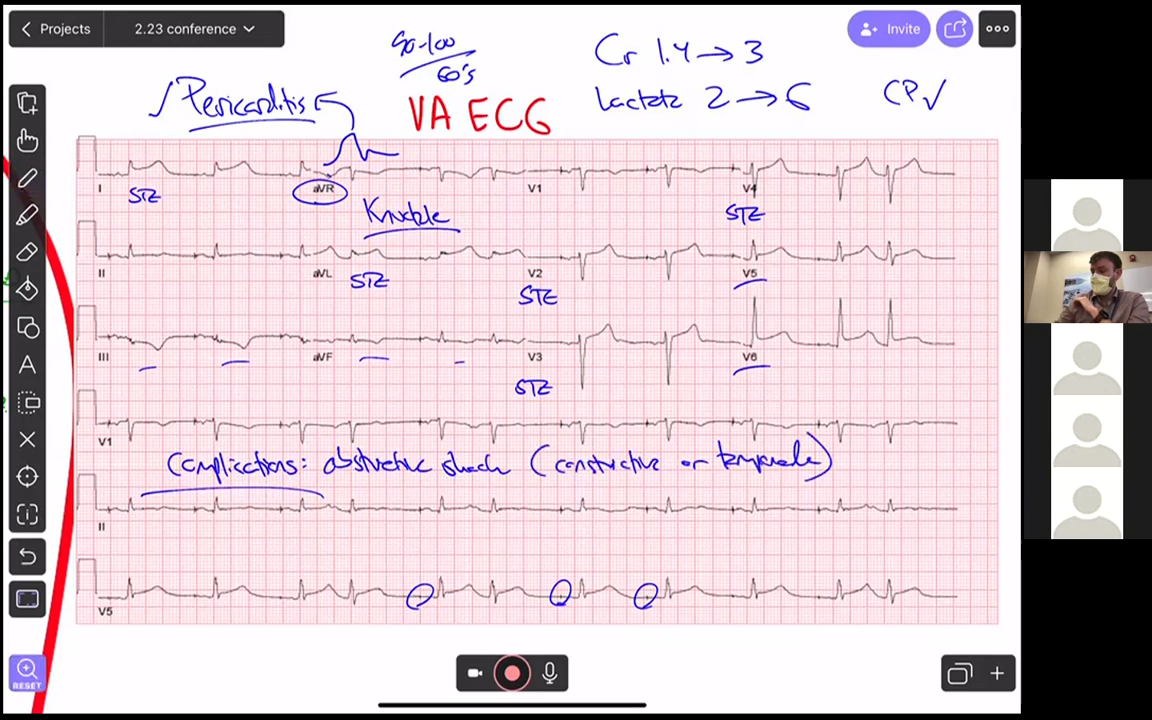 Projects
2.23 conference
Invite
90-100
60's
Cr 1.4 → 3
Lactate 2 → 6
CP ✓
✓ Pericarditis
VA ECG
I
aVR
V1
V4
STE
Knuckle
STE
II
aVL
V2
V5
STE
STE
III
aVF
V3
V6
STE
V1
Complications: obstructive shock (constrictive or tamponade)
II
V5
RESET